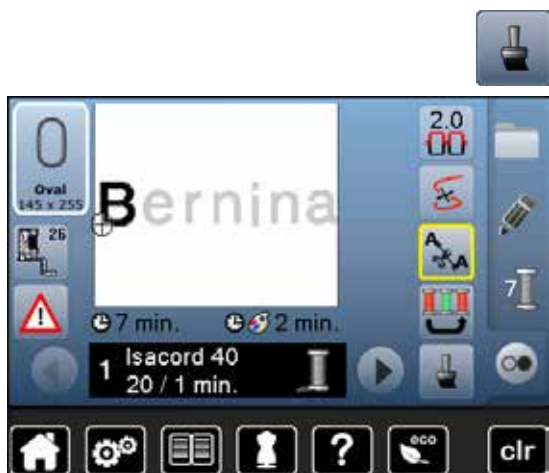 2.0
Oval
145 x 255
Bernina
26
A A
7
7 min. 2 min.
1 Isacord 40
20 / 1 min.
? eco clr